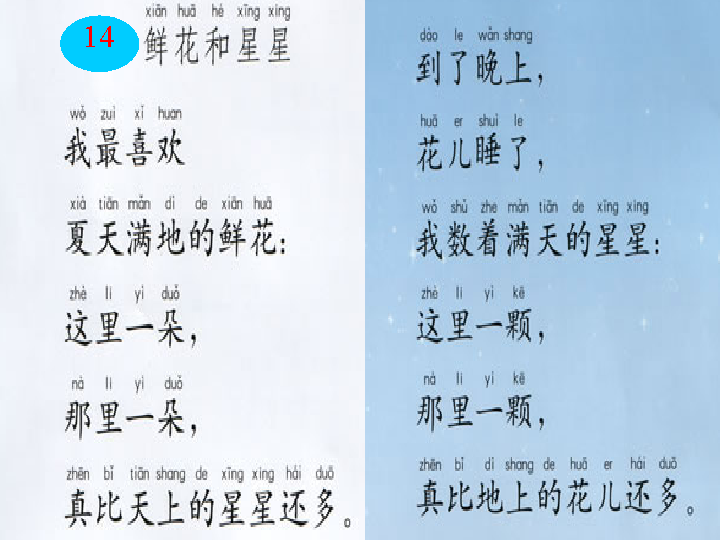 14
xiān huā hé xīng xing
鲜花和星星
wǒ zuì xǐ huan
我最喜欢
xià tiān mǎn dì de xiān huā
夏天满地的鲜花：
zhè li yì duǒ
这里一朵，
nà li yì duǒ
那里一朵，
zhēn bǐ tiān shang de xīng xing hái duō
真比天上的星星还多。
dào le wǎn shang
到了晚上，
huā er shuì le
花儿睡了，
wǒ shǔ zhe mǎn tiān de xīng xing
我数着满天的星星：
zhè li yì kē
这里一颗，
nà li yì kē
那里一颗，
zhēn bǐ dì shang de huā er hái duō
真比地上的花儿还多。